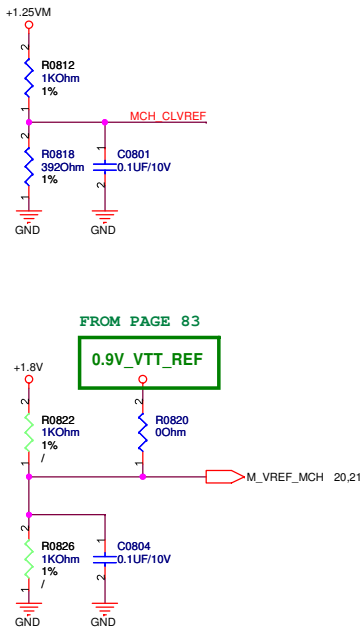 +1.25VM
2
R0812
1KOhm
1%
1
MCH_CLVREF
2
R0818
392Ohm
1%
1
1
C0801
0.1UF/10V
2
GND
GND
FROM PAGE 83
0.9V_VTT_REF
+1.8V
2
R0822
1KOhm
1%
/
1
2
R0820
0Ohm
1
M_VREF_MCH 20,21
2
R0826
1KOhm
1%
/
1
1
C0804
0.1UF/10V
2
GND
GND